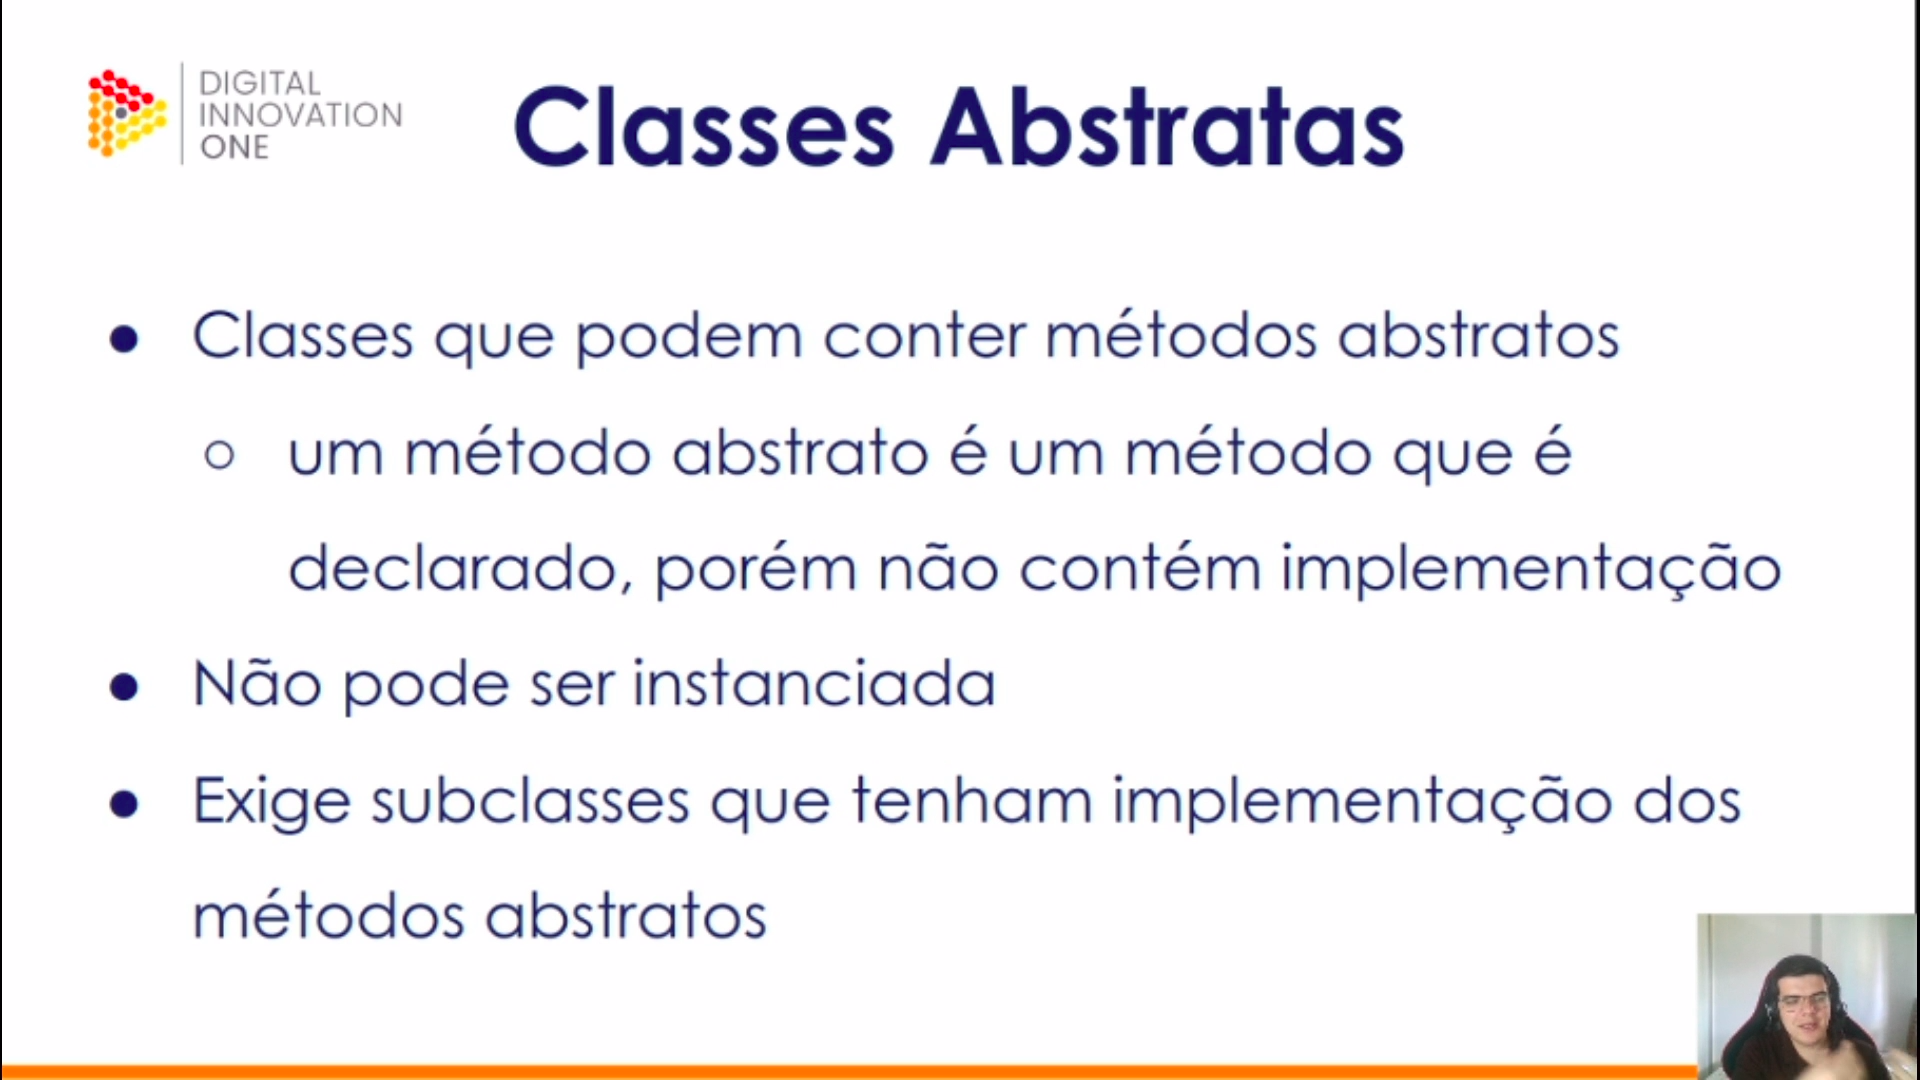 DIGITAL
INNOVATION
ONE
Classes Abstratas
● Classes que podem conter métodos abstratos
○ um método abstrato é um método que é
declarado, porém não contém implementação
● Não pode ser instanciada
● Exige subclasses que tenham implementação dos
métodos abstratos